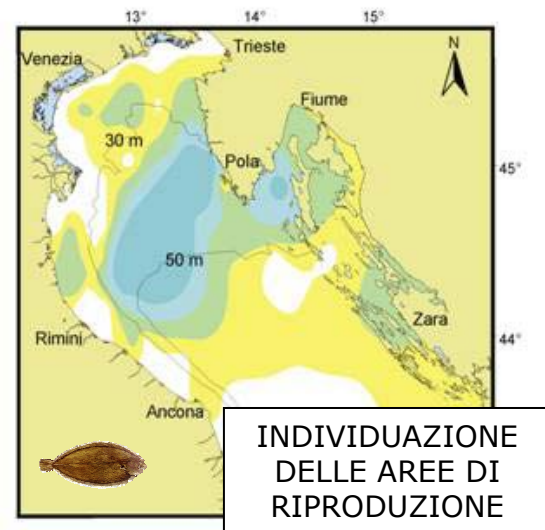 13° 14° 15°
Trieste
N
Venezia
Fiume
30 m
Pola
45°
50 m
Zara
Rimini
44°
Ancona
INDIVIDUAZIONE
DELLE AREE DI
RIPRODUZIONE